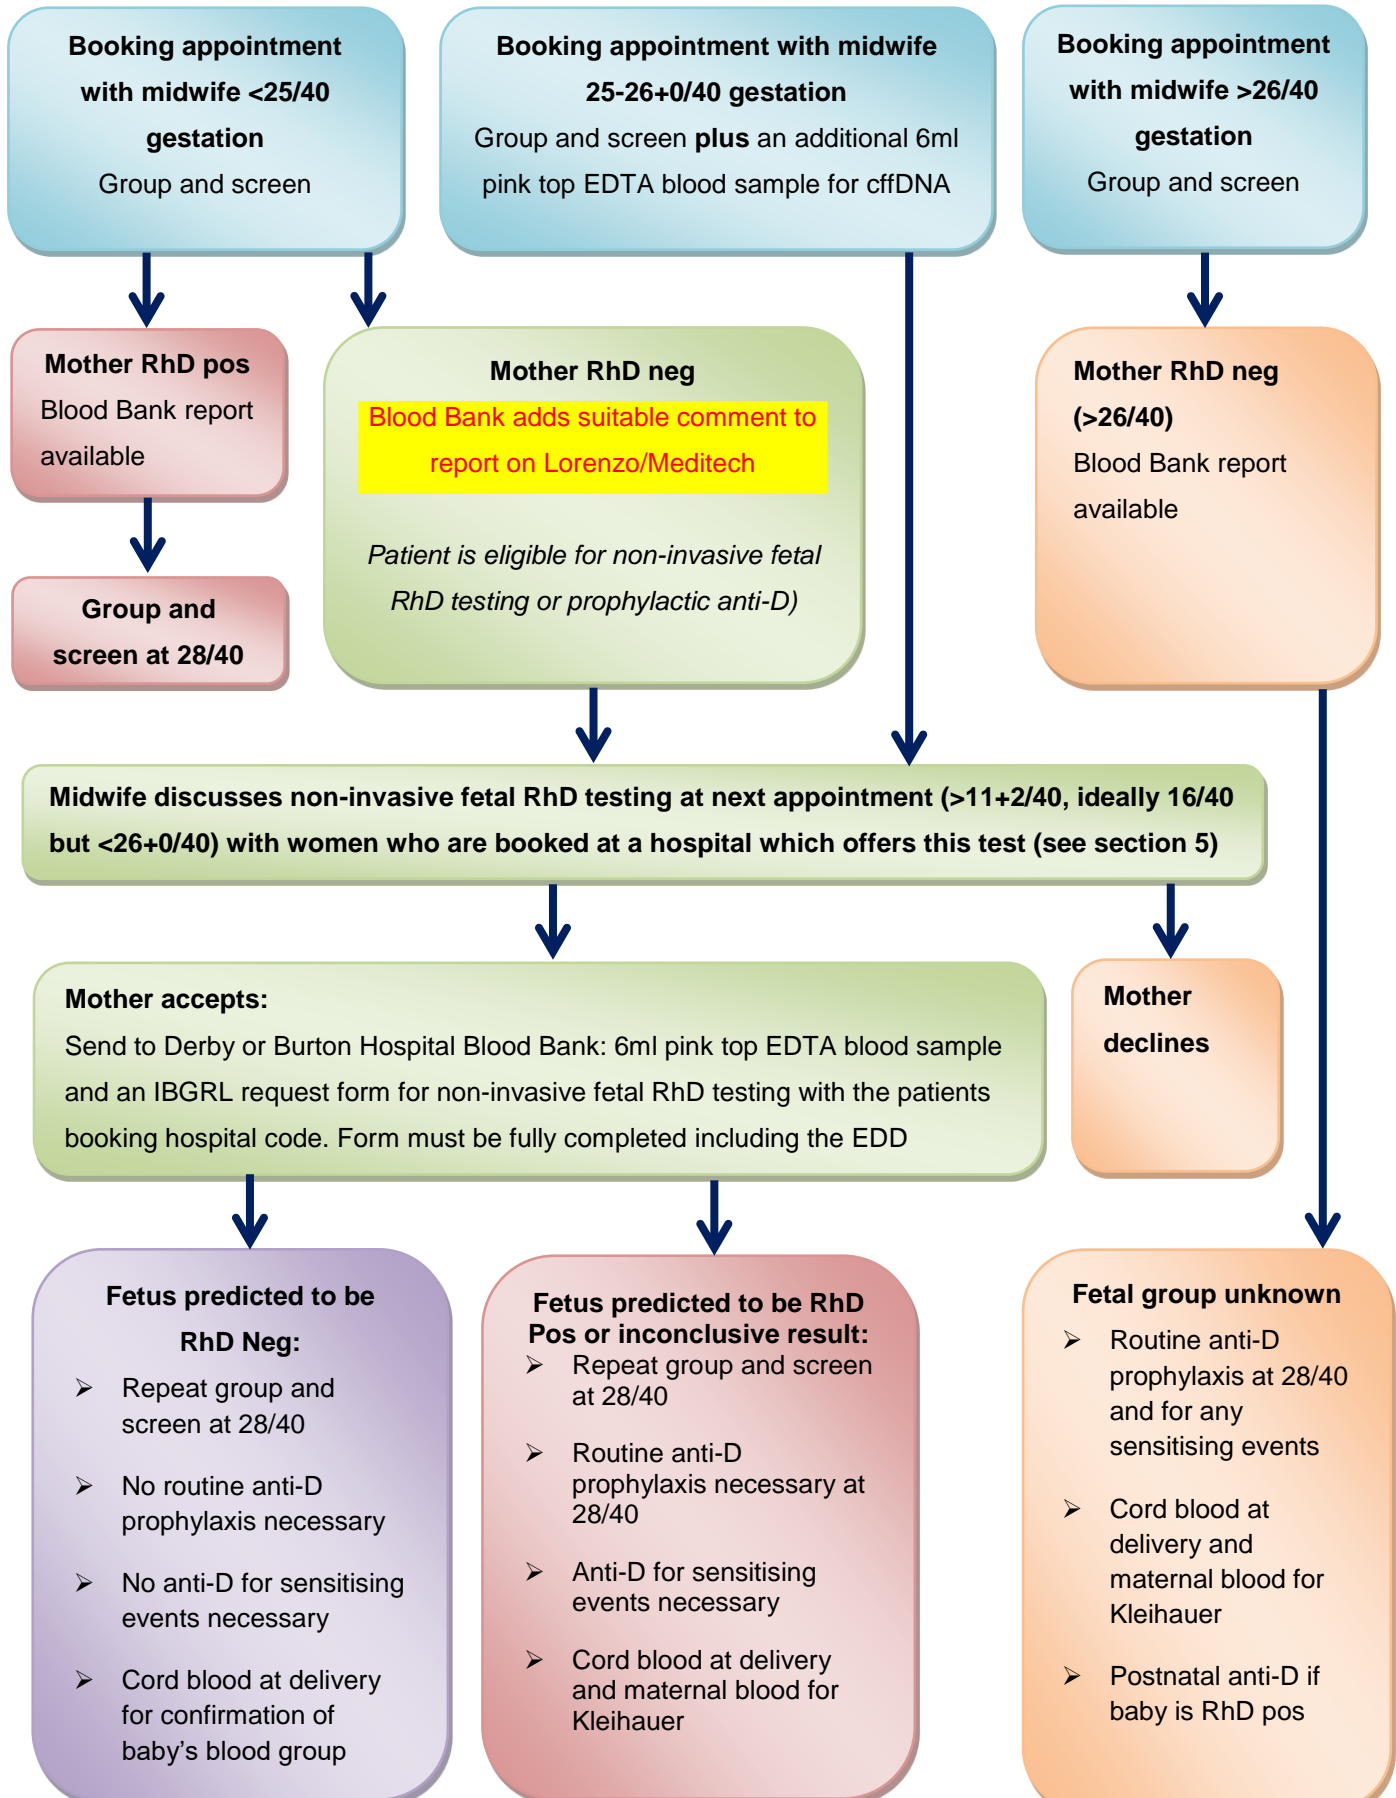 Booking appointment
with midwife <25/40
gestation
Group and screen
Booking appointment with midwife
25-26+0/40 gestation
Group and screen plus an additional 6ml
pink top EDTA blood sample for cffDNA
Booking appointment
with midwife >26/40
gestation
Group and screen
Mother RhD pos
Blood Bank report
available
Group and
screen at 28/40
Mother RhD neg
Blood Bank adds suitable comment to
report on Lorenzo/Meditech
Patient is eligible for non-invasive fetal
RhD testing or prophylactic anti-D)
Mother RhD neg
(>26/40)
Blood Bank report
available
Midwife discusses non-invasive fetal RhD testing at next appointment (>11+2/40, ideally 16/40
but <26+0/40) with women who are booked at a hospital which offers this test (see section 5)
Mother accepts:
Send to Derby or Burton Hospital Blood Bank: 6ml pink top EDTA blood sample
and an IBGRL request form for non-invasive fetal RhD testing with the patients
booking hospital code. Form must be fully completed including the EDD
Mother
declines
Fetus predicted to be
RhD Neg:
➢ Repeat group and
screen at 28/40
➢ No routine anti-D
prophylaxis necessary
➢ No anti-D for sensitising
events necessary
➢ Cord blood at delivery
for confirmation of
baby’s blood group
Fetus predicted to be RhD
Pos or inconclusive result:
➢ Repeat group and screen
at 28/40
➢ Routine anti-D
prophylaxis necessary at
28/40
➢ Anti-D for sensitising
events necessary
➢ Cord blood at delivery
and maternal blood for
Kleihauer
Fetal group unknown
➢ Routine anti-D
prophylaxis at 28/40
and for any
sensitising events
➢ Cord blood at
delivery and
maternal blood for
Kleihauer
➢ Postnatal anti-D if
baby is RhD pos